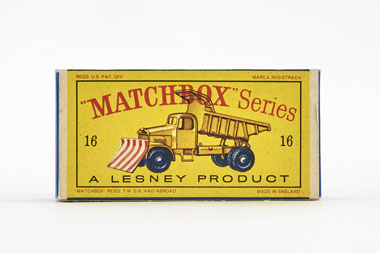 REGD. U.S. PAT. OFF. MARCA REGISTRADA
"MATCHBOX" Series
16 16
A LESNEY PRODUCT
"MATCHBOX" REGD. T.M. G.B. AND ABROAD MADE IN ENGLAND